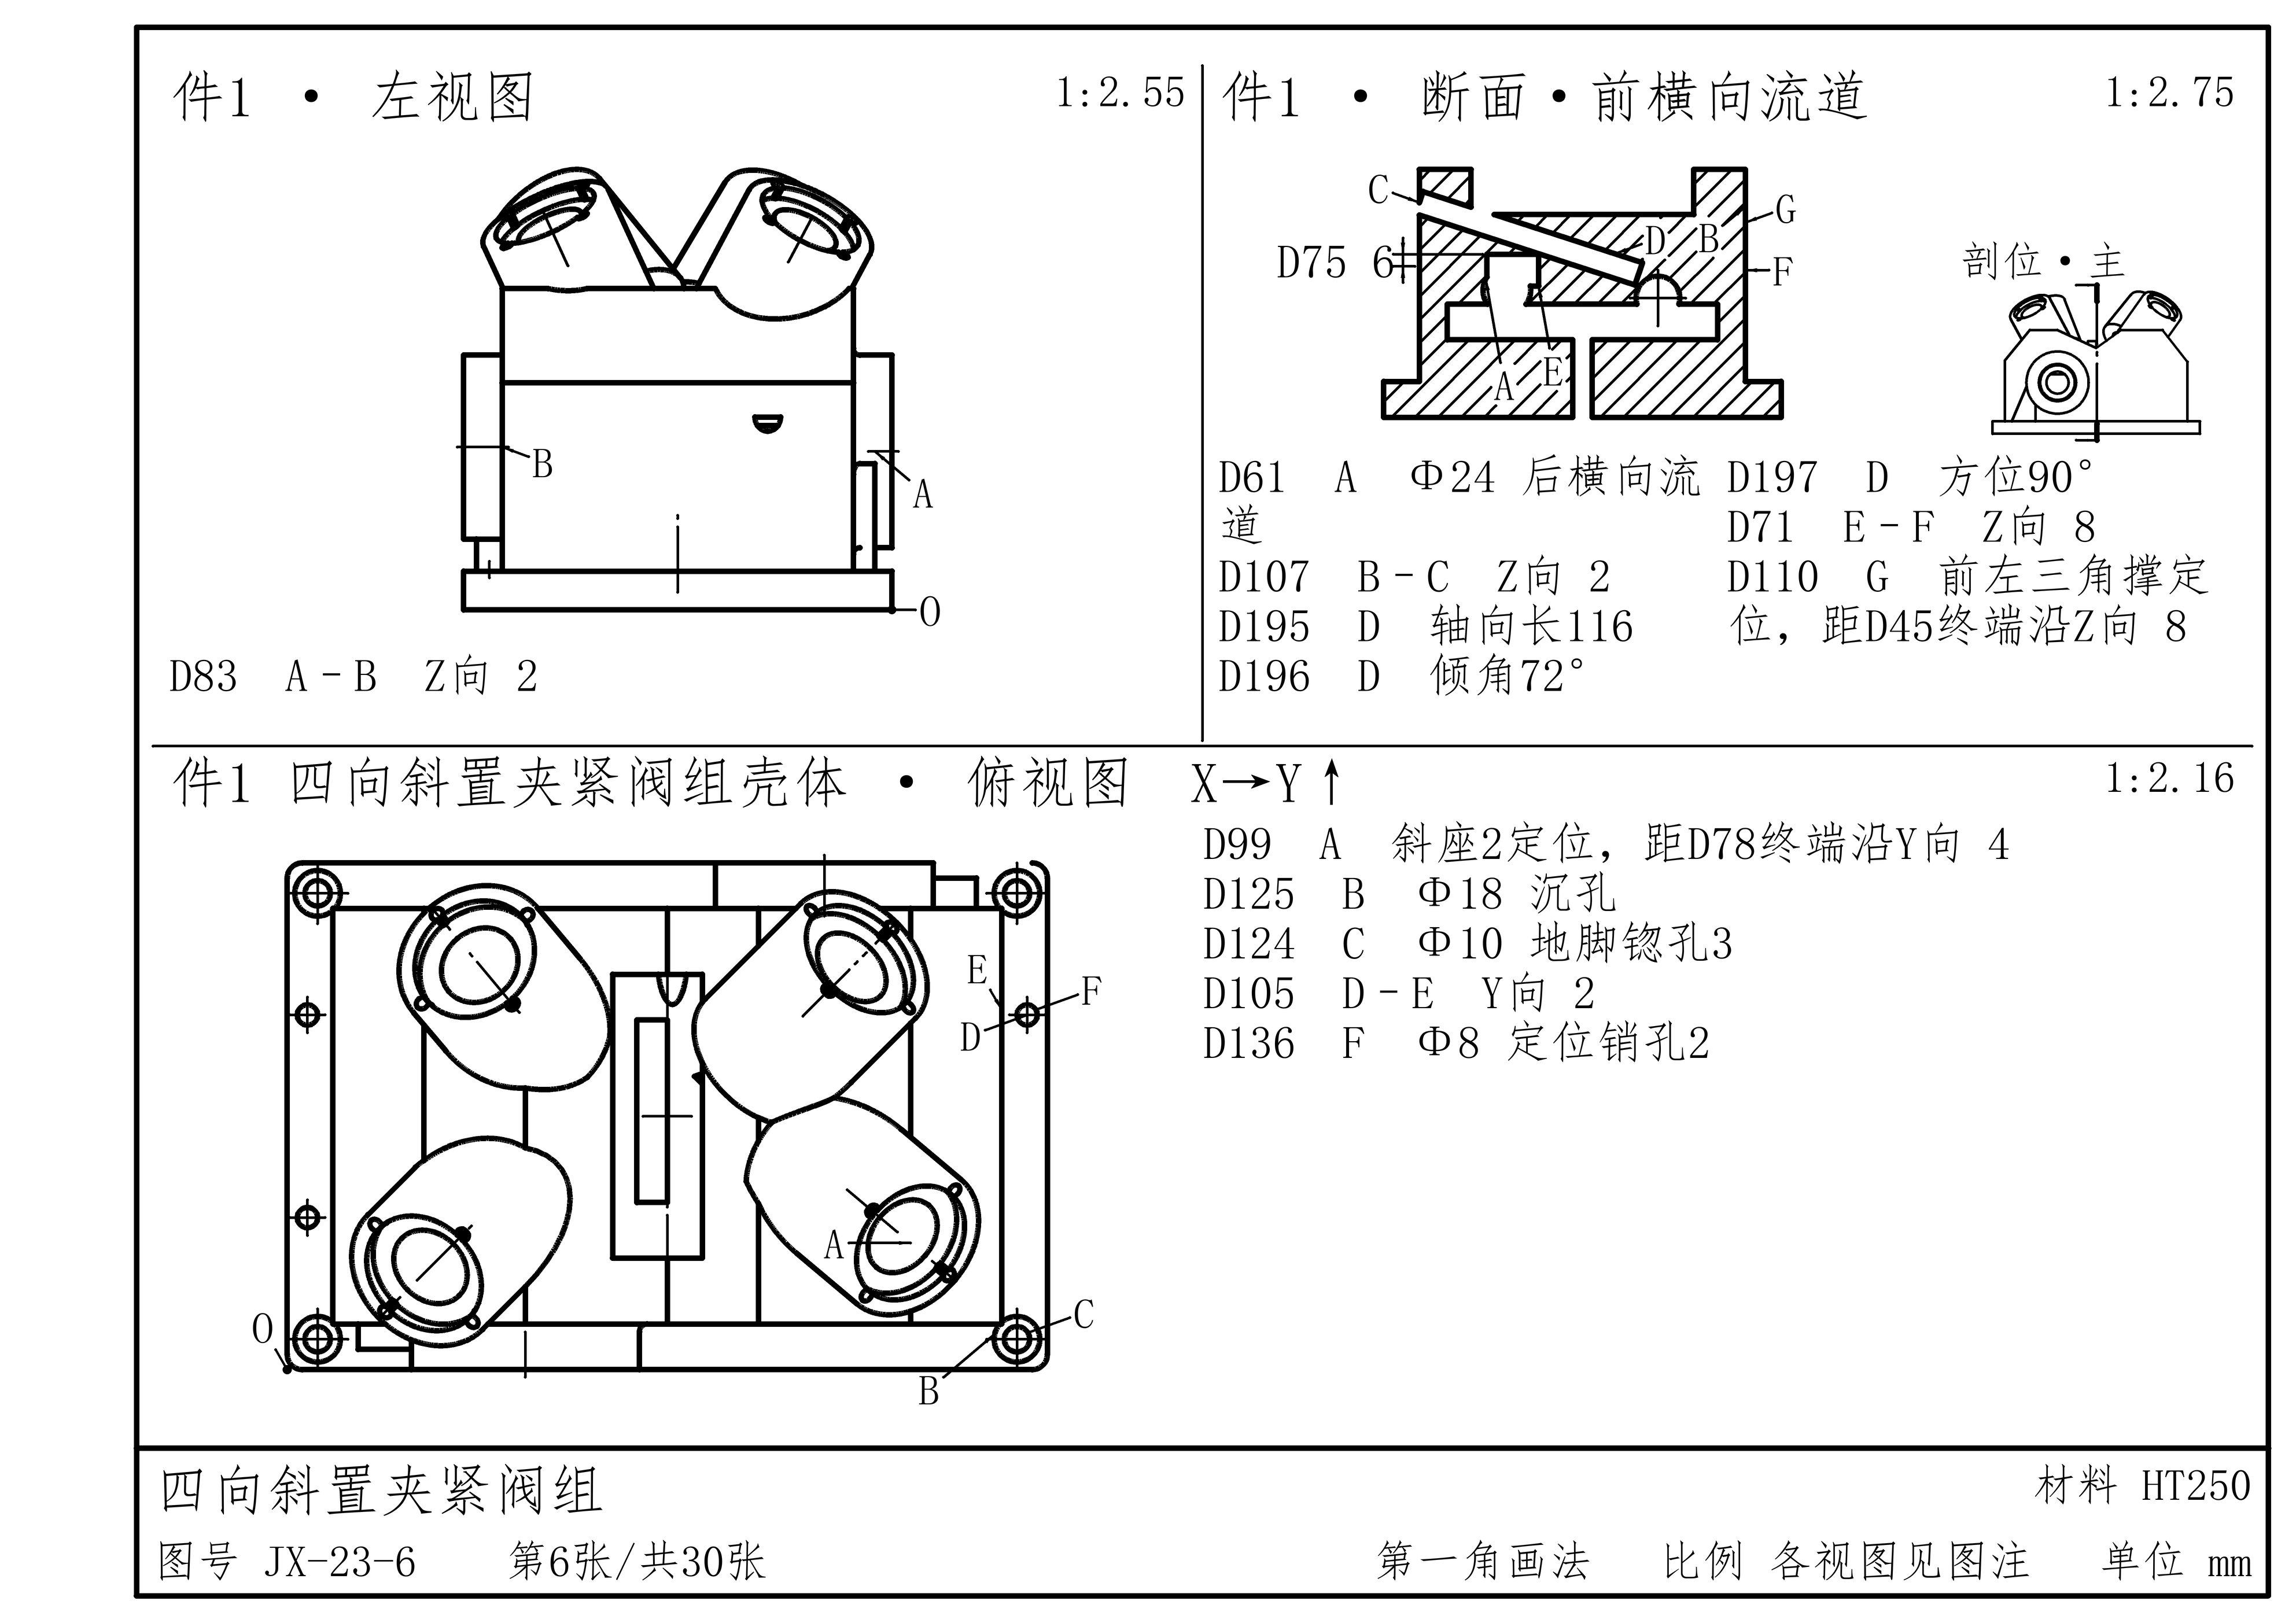 件1 · 左视图 1:2.55
B
A
O
D83 A-B Z向 2
件1 · 断面·前横向流道 1:2.75
C
G
D
B
D75 6
F
剖位·主
A
E
D61 A Φ24 后横向流
道
D107 B-C Z向 2
D195 D 轴向长116
D196 D 倾角72°
D197 D 方位90°
D71 E-F Z向 8
D110 G 前左三角撑定
位, 距D45终端沿Z向 8
件1 四向斜置夹紧阀组壳体 · 俯视图 X→Y↑ 1:2.16
E
F
D
A
O
C
B
D99 A 斜座2定位, 距D78终端沿Y向 4
D125 B Φ18 沉孔
D124 C Φ10 地脚锪孔3
D105 D-E Y向 2
D136 F Φ8 定位销孔2
四向斜置夹紧阀组 材料 HT250
图号 JX-23-6 第6张/共30张 第一角画法 比例 各视图见图注 单位 mm